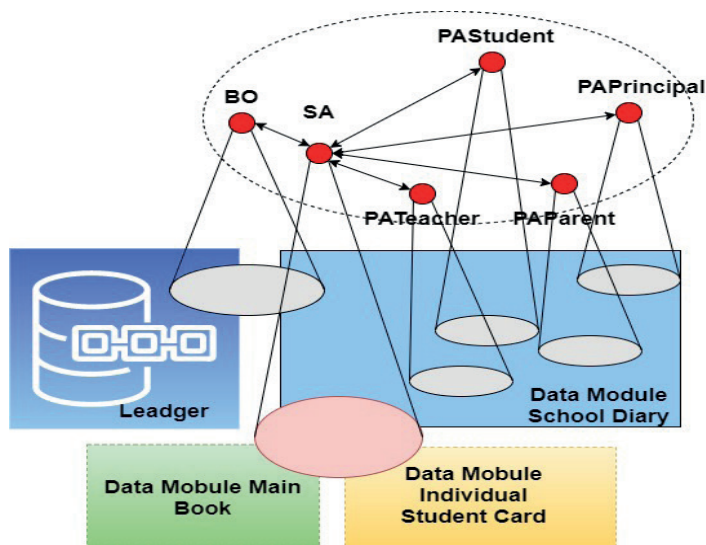 PAStudent
PAPrincipal
BO
SA
PATeacher
PAParent
Leadger
Data Module
School Diary
Data Mobule Main
Book
Data Mobule
Individual
Student Card